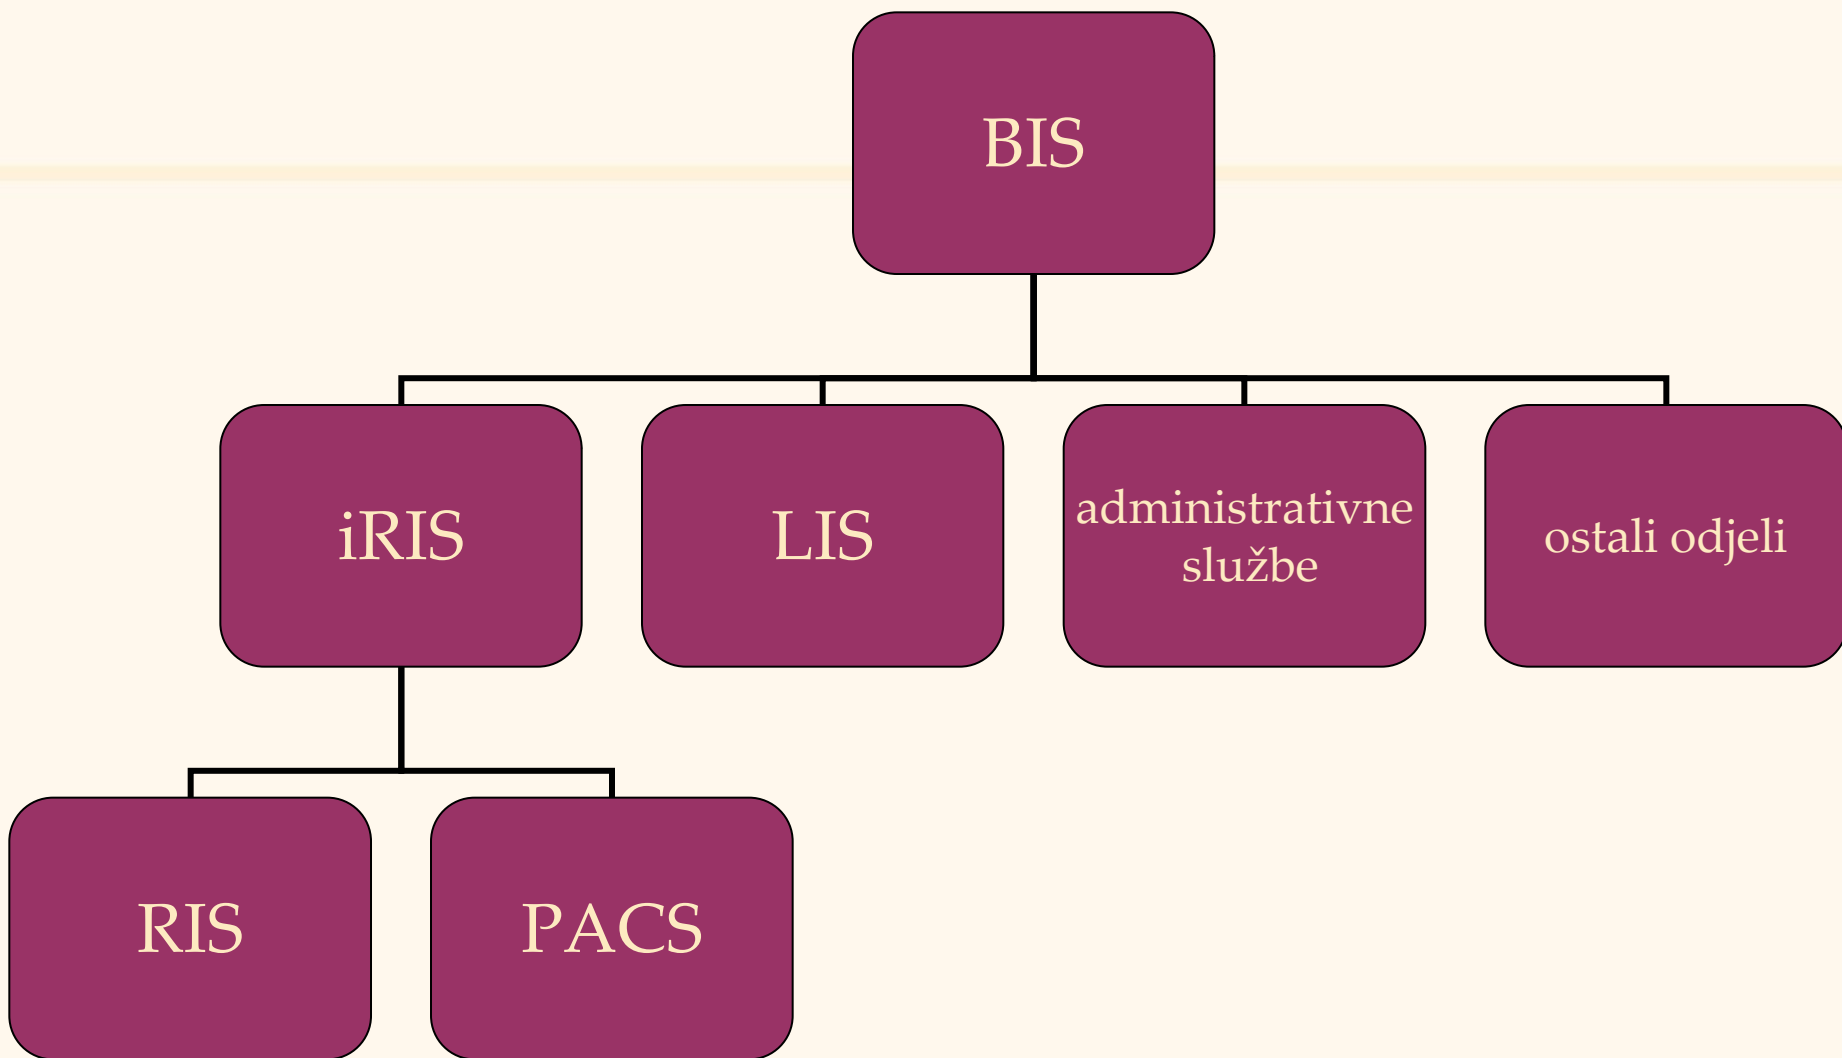 BIS
iRIS
LIS
administrativne
službe
ostali odjeli
RIS
PACS